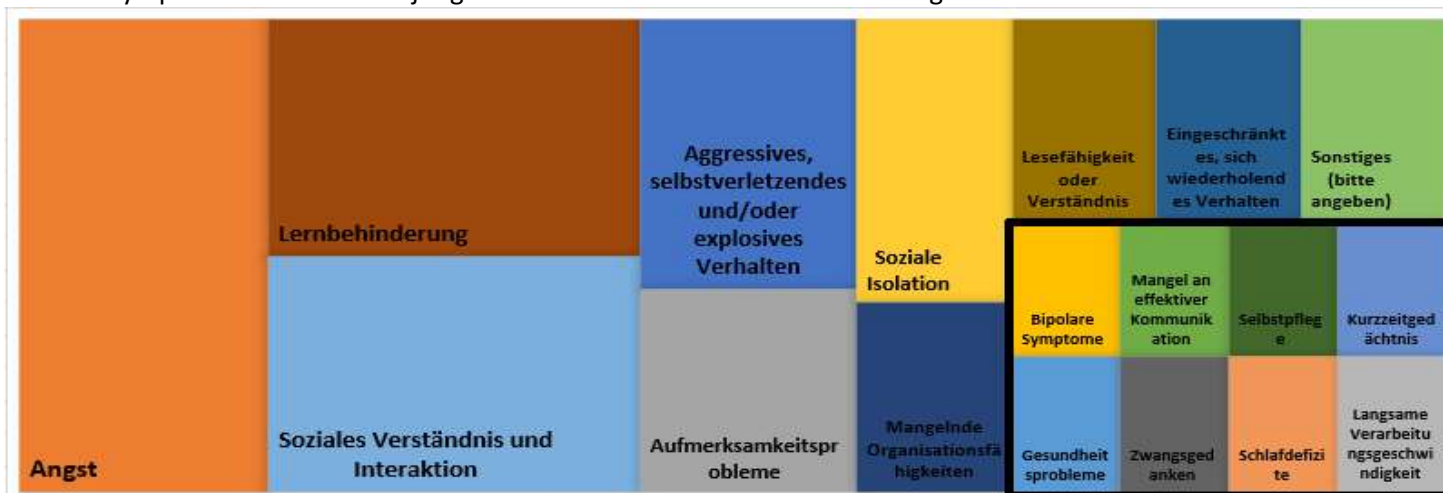 Angst
Lernbehinderung
Soziales Verständnis und
Interaktion
Aggressives,
selbstverletzendes
und/oder
explosives
Verhalten
Aufmerksamkeitspr
obleme
Soziale
Isolation
Mangelnde
Organisationsfä
higkeiten
Lesefähigkeit
oder
Verständnis
Eingeschränkt
es, sich
wiederholend
es Verhalten
Sonstiges
(bitte
angeben)
Bipolare
Symptome
Mangel an
effektiver
Kommunik
ation
Selbstpfleg
e
Kurzzeitged
ächtnis
Gesundheit
sprobleme
Zwangsged
anken
Schlafdefizi
te
Langsame
Verarbeitu
ngsgeschwi
ndigkeit